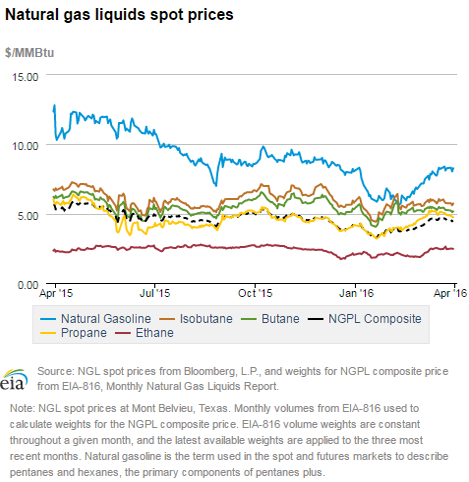 Natural gas liquids spot prices
$/MMBtu
15.00
10.00
5.00
0.00
Apr '15 Jul '15 Oct '15 Jan '16 Apr '16
Natural Gasoline Isobutane Butane NGPL Composite
Propane Ethane
eia
Source: NGL spot prices from Bloomberg, L.P., and weights for NGPL composite price
from EIA-816, Monthly Natural Gas Liquids Report.
Note: NGL spot prices at Mont Belvieu, Texas. Monthly volumes from EIA-816 used to
calculate weights for the NGPL composite price. EIA-816 volume weights are constant
throughout a given month, and the latest available weights are applied to the three most
recent months. Natural gasoline is the term used in the spot and futures markets to describe
pentanes and hexanes, the primary components of pentanes plus.